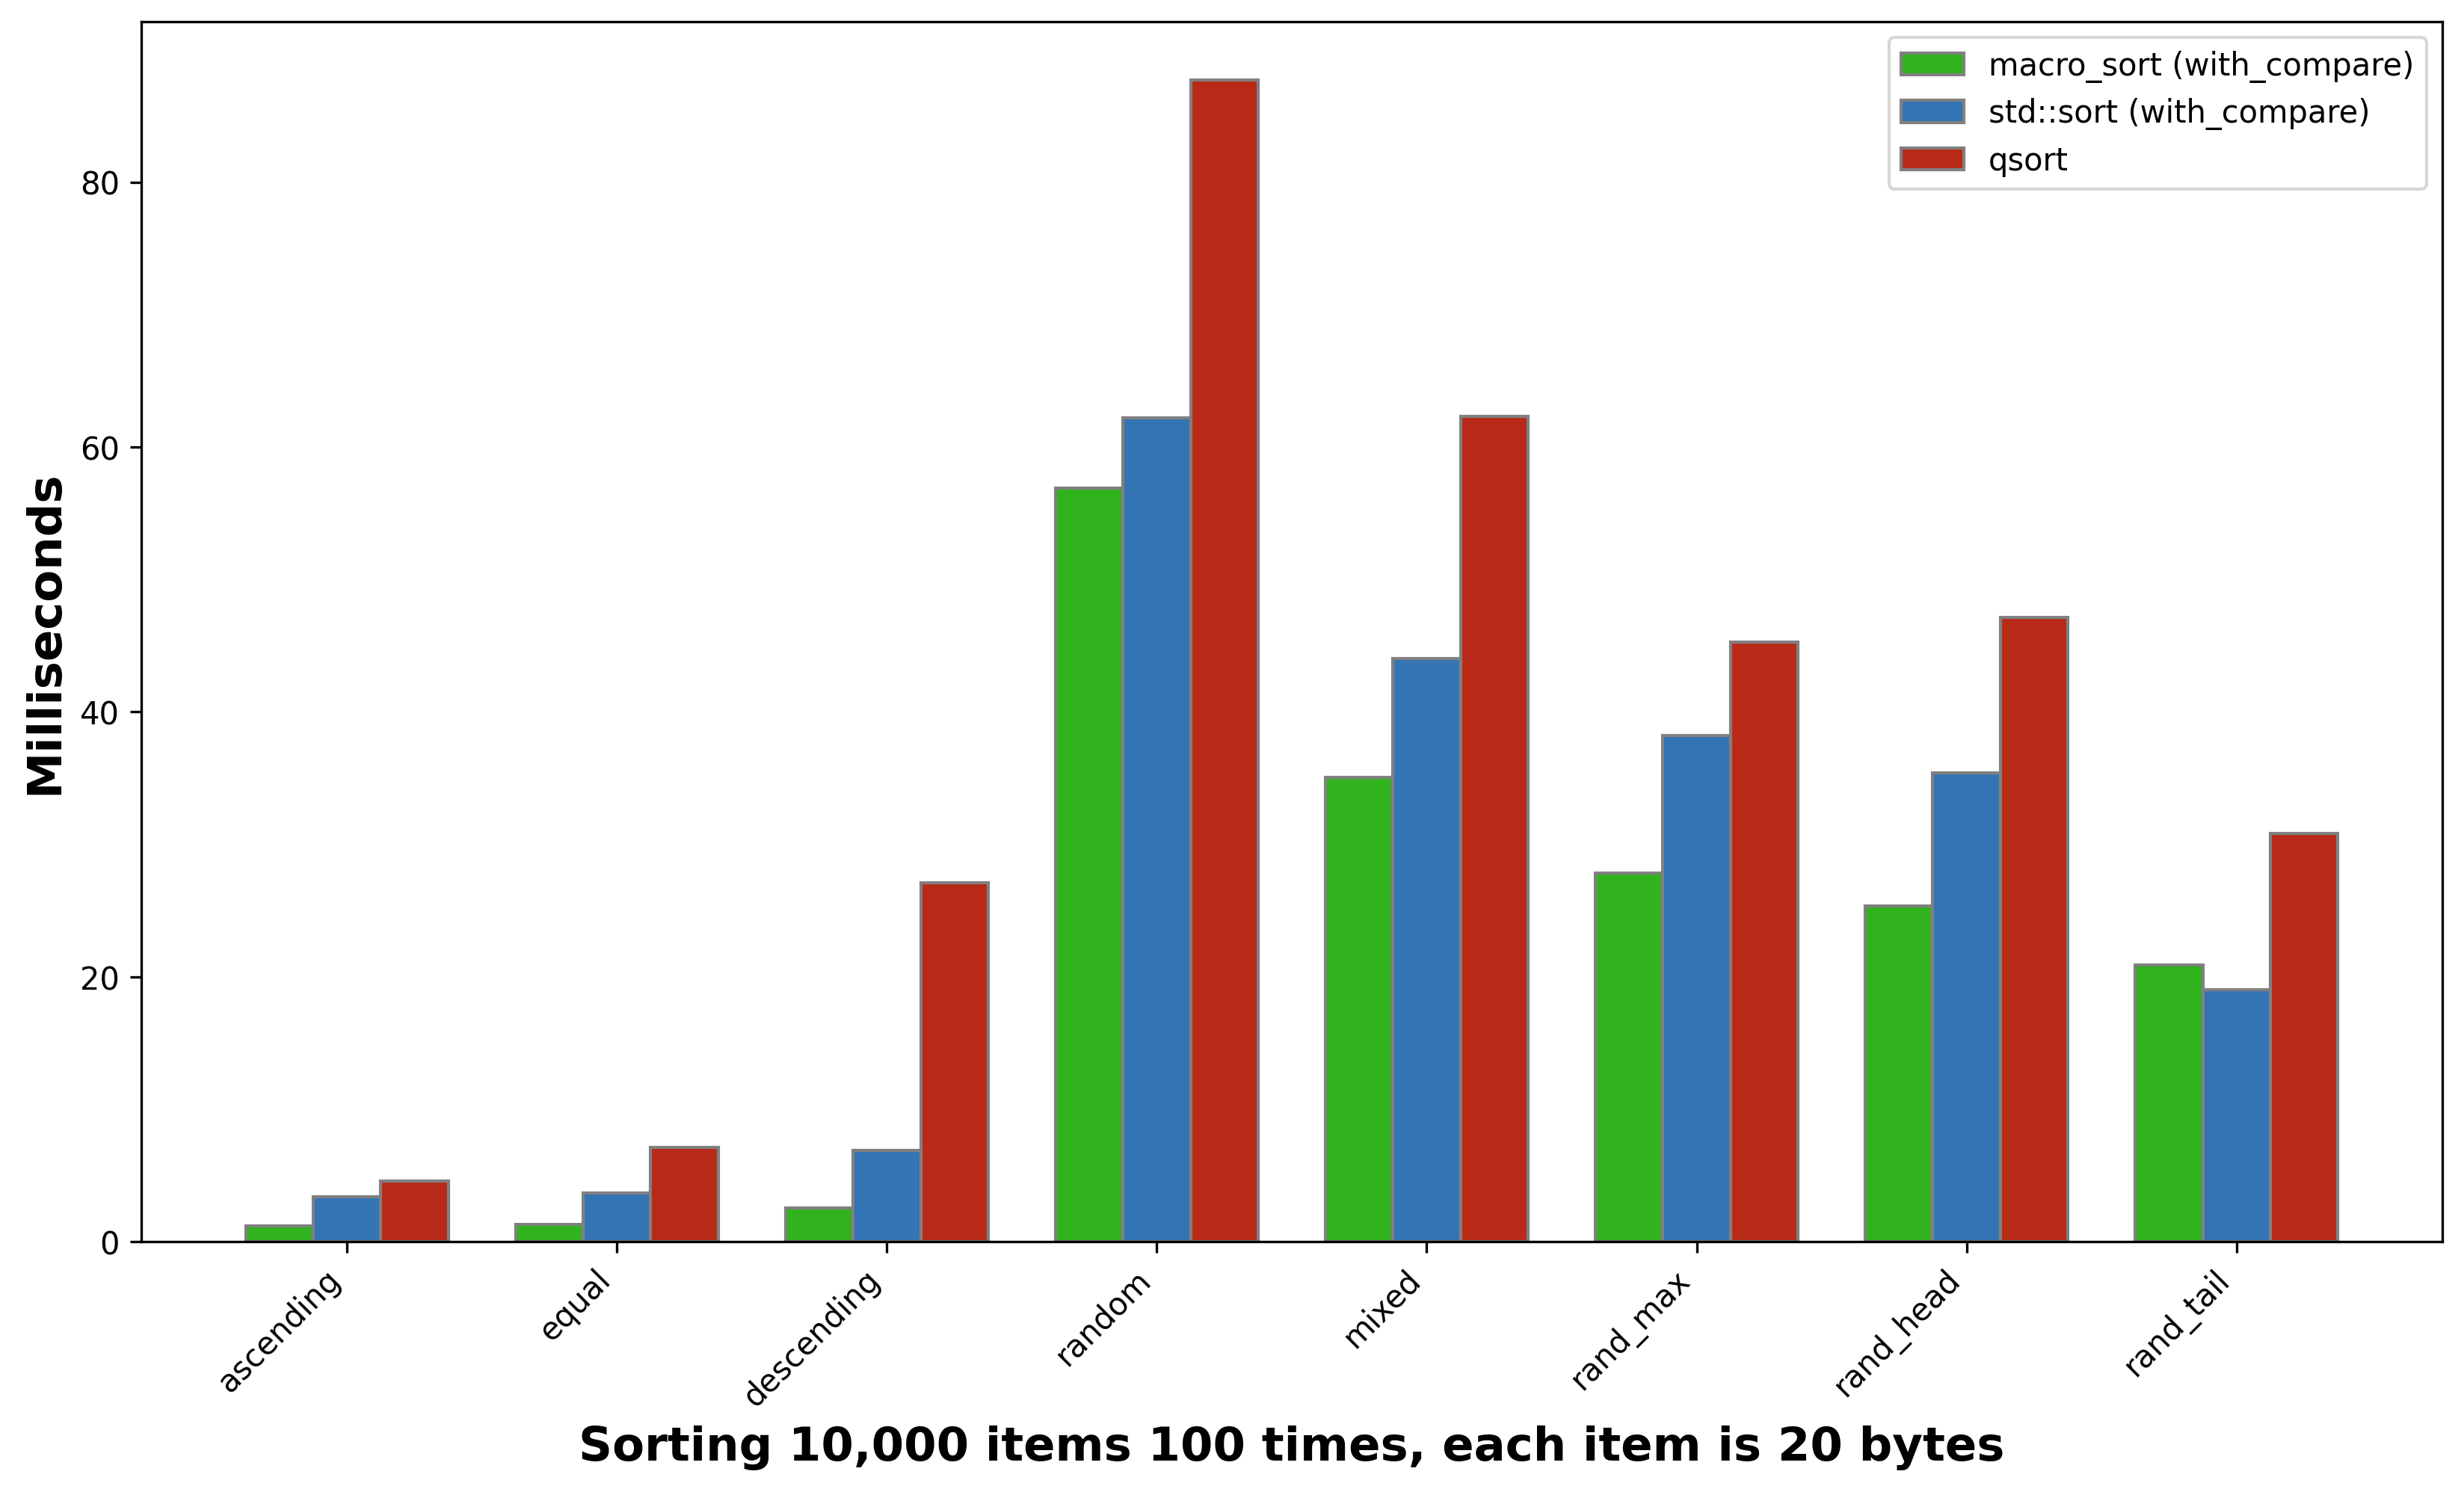 macro_sort (with_compare)
std::sort (with_compare)
qsort
Milliseconds
80
60
40
20
0
ascending
equal
descending
random
mixed
rand_max
rand_head
rand_tail
Sorting 10,000 items 100 times, each item is 20 bytes